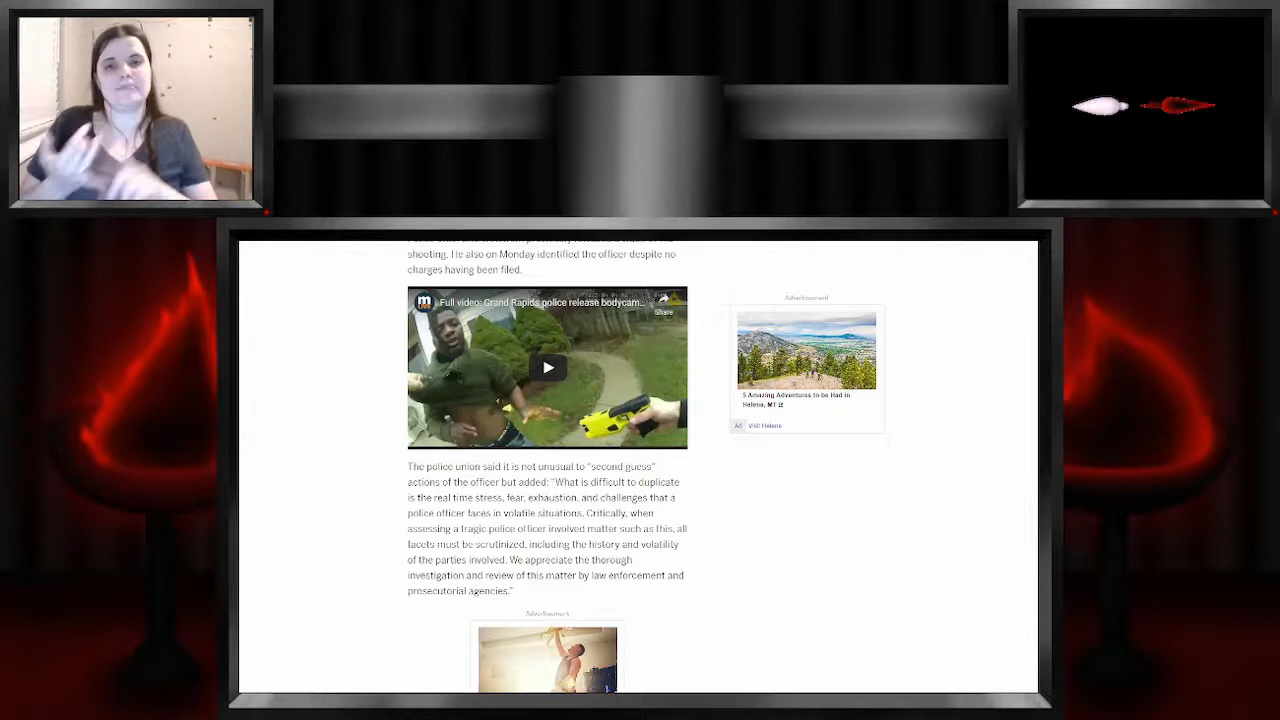 shooting. He also on Monday identified the officer despite no
charges having been filed.
m
LIVE
Full video: Grand Rapids police release bodycam...
Share
Advertisement
5 Amazing Adventures to be Had in
Helena, MT
Ad
Visit Helena
The police union said it is not unusual to “second guess”
actions of the officer but added: “What is difficult to duplicate
is the real time stress, fear, exhaustion, and challenges that a
police officer faces in volatile situations. Critically, when
assessing a tragic police officer involved matter such as this, all
facets must be scrutinized, including the history and volatility
of the parties involved. We appreciate the thorough
investigation and review of this matter by law enforcement and
prosecutorial agencies.”
Advertisement